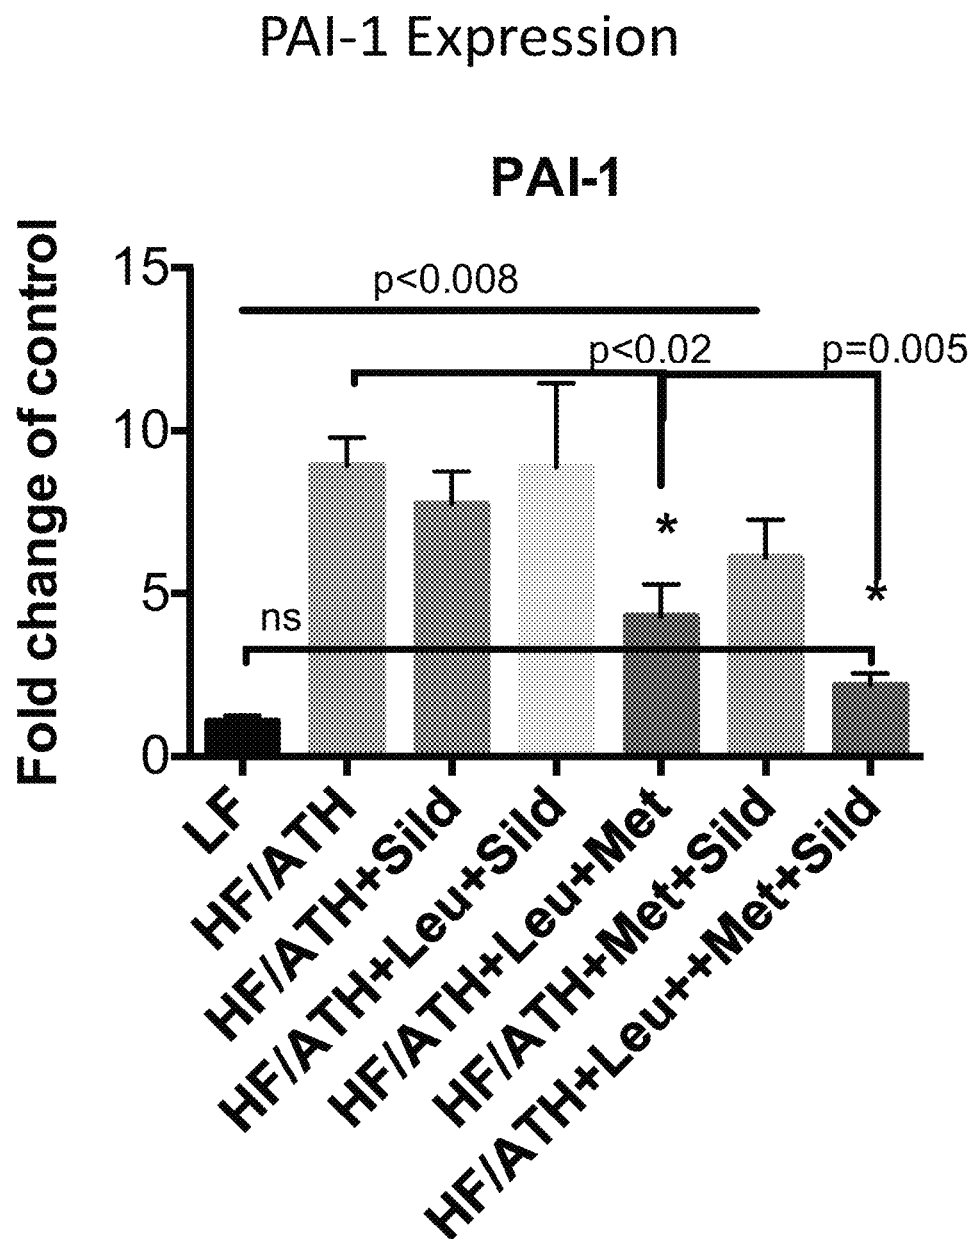 PAI-1 Expression
PAI-1
Fold change of control
15
10
5
0
p<0.008
p<0.02
p=0.005
*
*
ns
LF
HF/ATH
HF/ATH+Sild
HF/ATH+Leu+Sild
HF/ATH+Leu+Met
HF/ATH+Met+Sild
HF/ATH+Leu++Met+Sild